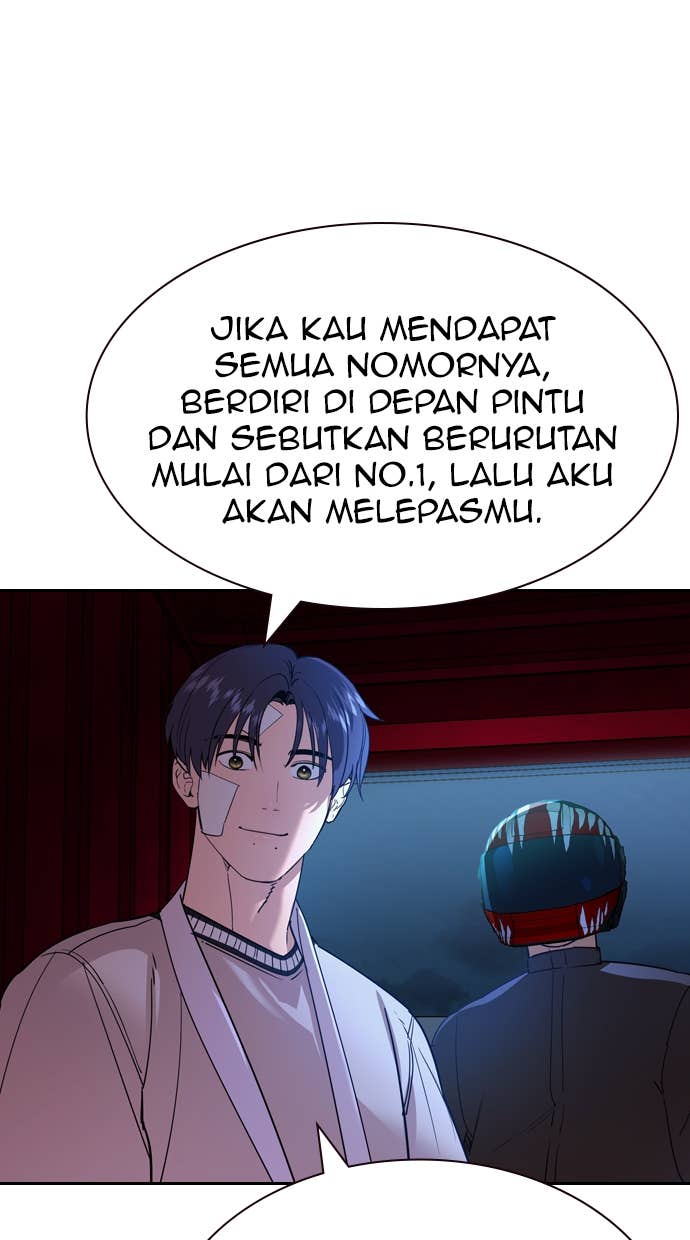 JIKA KAU MENDAPAT
SEMUA NOMORNYA,
BERDIRI DI DEPAN PINTU
DAN SEBUTKAN BERURUTAN
MULAI DARI NO.1, LALU AKU
AKAN MELEPASMU.